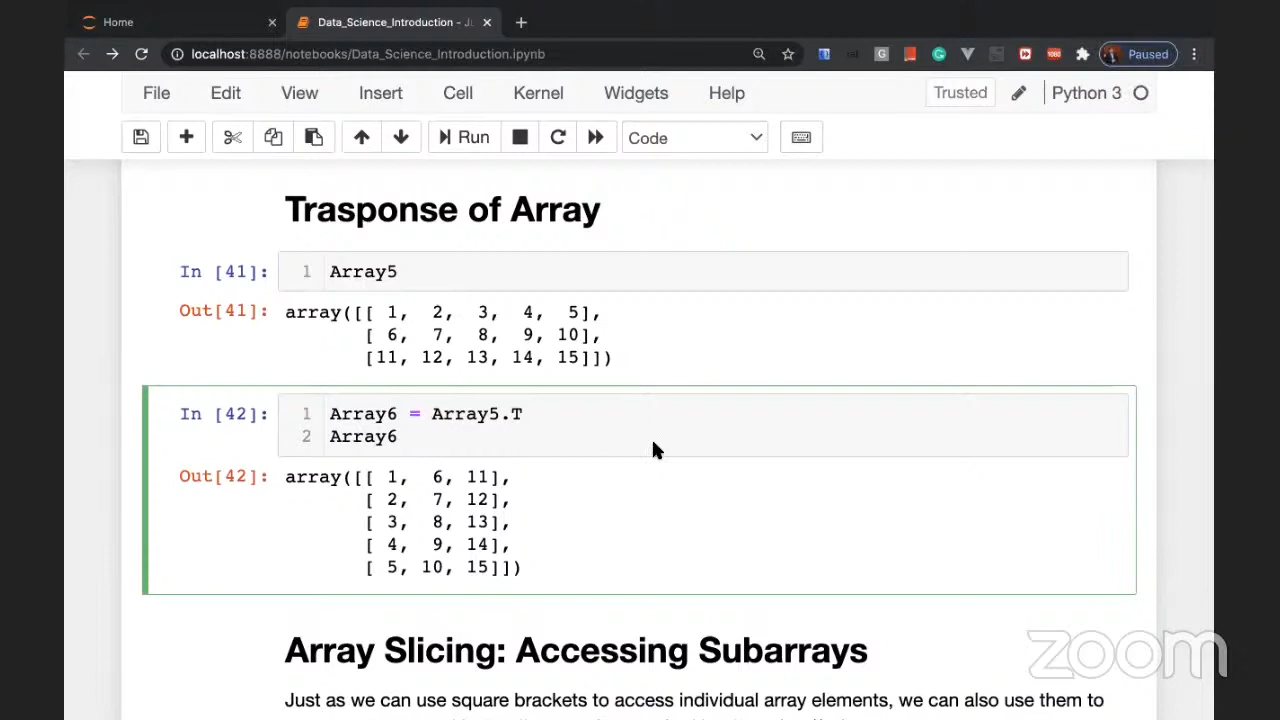 Home
Data_Science_Introduction - Ju
localhost:8888/notebooks/Data_Science_Introduction.ipynb
Paused
File Edit View Insert Cell Kernel Widgets Help Trusted Python 3
Run Code
Trasponse of Array
In [41]: 1 Array5
Out[41]: array([[ 1, 2, 3, 4, 5],
[ 6, 7, 8, 9, 10],
[11, 12, 13, 14, 15]])
In [42]: 1 Array6 = Array5.T
2 Array6
Out[42]: array([[ 1, 6, 11],
[ 2, 7, 12],
[ 3, 8, 13],
[ 4, 9, 14],
[ 5, 10, 15]])
Array Slicing: Accessing Subarrays
zoom
Just as we can use square brackets to access individual array elements, we can also use them to